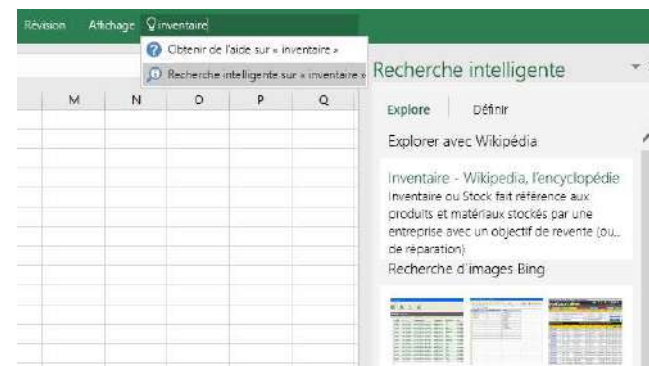 Révision Affichage inventaire
Obtenir de l'aide sur « inventaire »
Recherche intelligente sur « inventaire »
Recherche intelligente
M N O P Q
Explore Définir
Explorer avec Wikipédia
Inventaire - Wikipedia, l'encyclopédie
Inventaire ou Stock fait référence aux
produits et matériaux stockés par une
entreprise avec un objectif de revente (ou...
de réparation)
Recherche d'images Bing